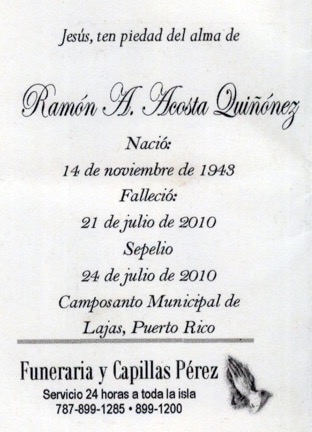 Jesús, ten piedad del alma de
Ramón A. Acosta Quiñónez
Nació:
14 de noviembre de 1943
Falleció:
21 de julio de 2010
Sepelio
24 de julio de 2010
Camposanto Municipal de
Lajas, Puerto Rico
Funeraria y Capillas Pérez
Servicio 24 horas a toda la isla
787-899-1285 • 899-1200